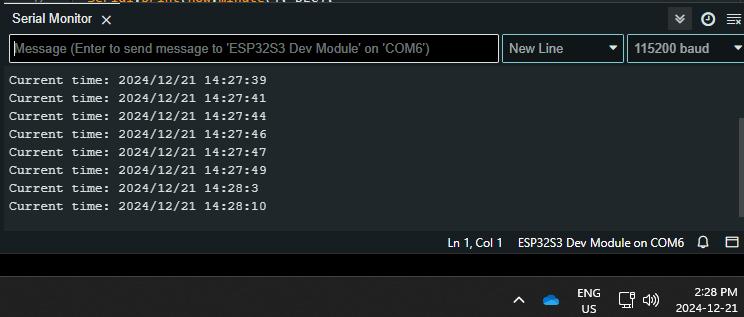 Serial Monitor
Message (Enter to send message to 'ESP32S3 Dev Module' on 'COM6')
New Line
115200 baud
Current time: 2024/12/21 14:27:39
Current time: 2024/12/21 14:27:41
Current time: 2024/12/21 14:27:44
Current time: 2024/12/21 14:27:46
Current time: 2024/12/21 14:27:47
Current time: 2024/12/21 14:27:49
Current time: 2024/12/21 14:28:3
Current time: 2024/12/21 14:28:10
Ln 1, Col 1 ESP32S3 Dev Module on COM6
ENG
US
2:28 PM
2024-12-21